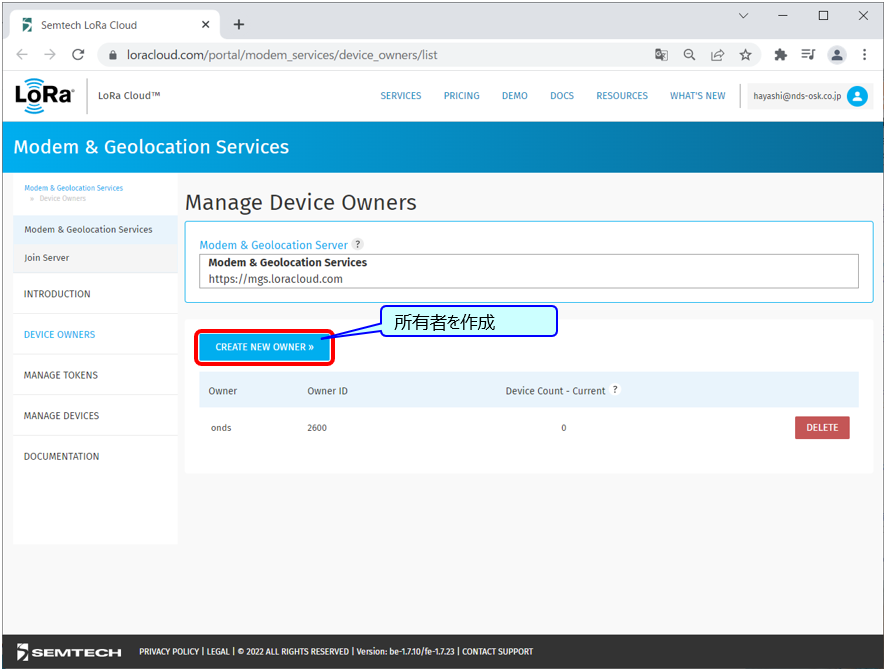 Semtech LoRa Cloud
loracloud.com/portal/modem_services/device_owners/list
LoRa®
LoRa Cloud™
SERVICES PRICING DEMO DOCS RESOURCES WHAT'S NEW
hayashi@nds-osk.co.jp
Modem & Geolocation Services
Modem & Geolocation Services
» Device Owners
Modem & Geolocation Services
Join Server
INTRODUCTION
DEVICE OWNERS
MANAGE TOKENS
MANAGE DEVICES
DOCUMENTATION
Manage Device Owners
Modem & Geolocation Server ?
Modem & Geolocation Services
https://mgs.loracloud.com
所有者を作成
CREATE NEW OWNER »
Owner Owner ID Device Count - Current ?
onds 2600 0 DELETE
SEMTECH PRIVACY POLICY | LEGAL | © 2022 ALL RIGHTS RESERVED | Version: be-1.7.10/fe-1.7.23 | CONTACT SUPPORT